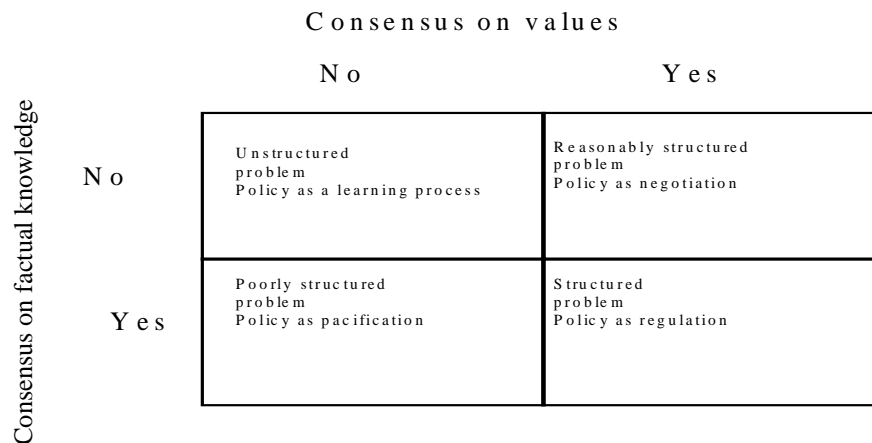 Consensus on values
No Yes
Consensus on factual knowledge
No
Unstructured
problem
Policy as a learning process
Reasonably structured
problem
Policy as negotiation
Yes
Poorly structured
problem
Policy as pacification
Structured
problem
Policy as regulation